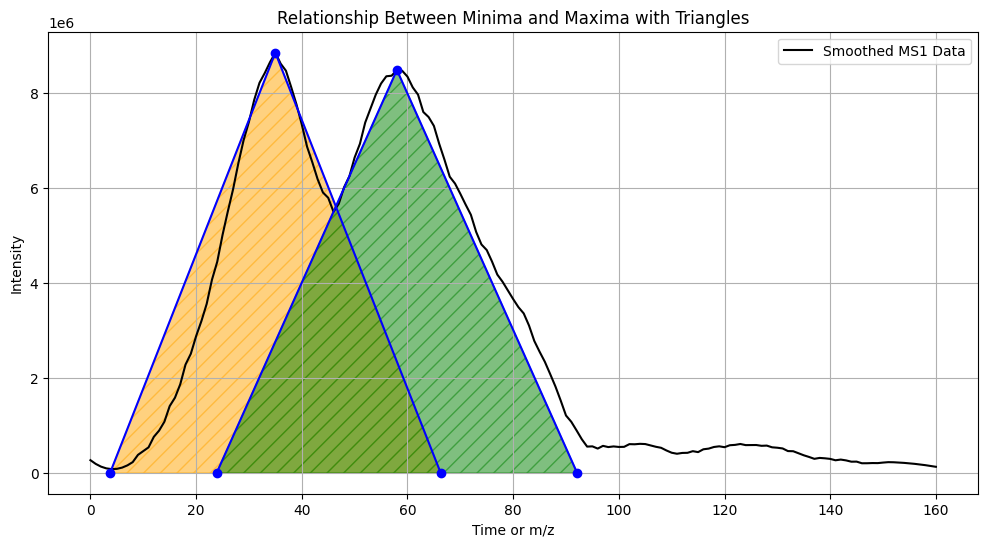 Relationship Between Minima and Maxima with Triangles
1e6
Smoothed MS1 Data
8
6
4
2
0
Intensity
0 20 40 60 80 100 120 140 160
Time or m/z